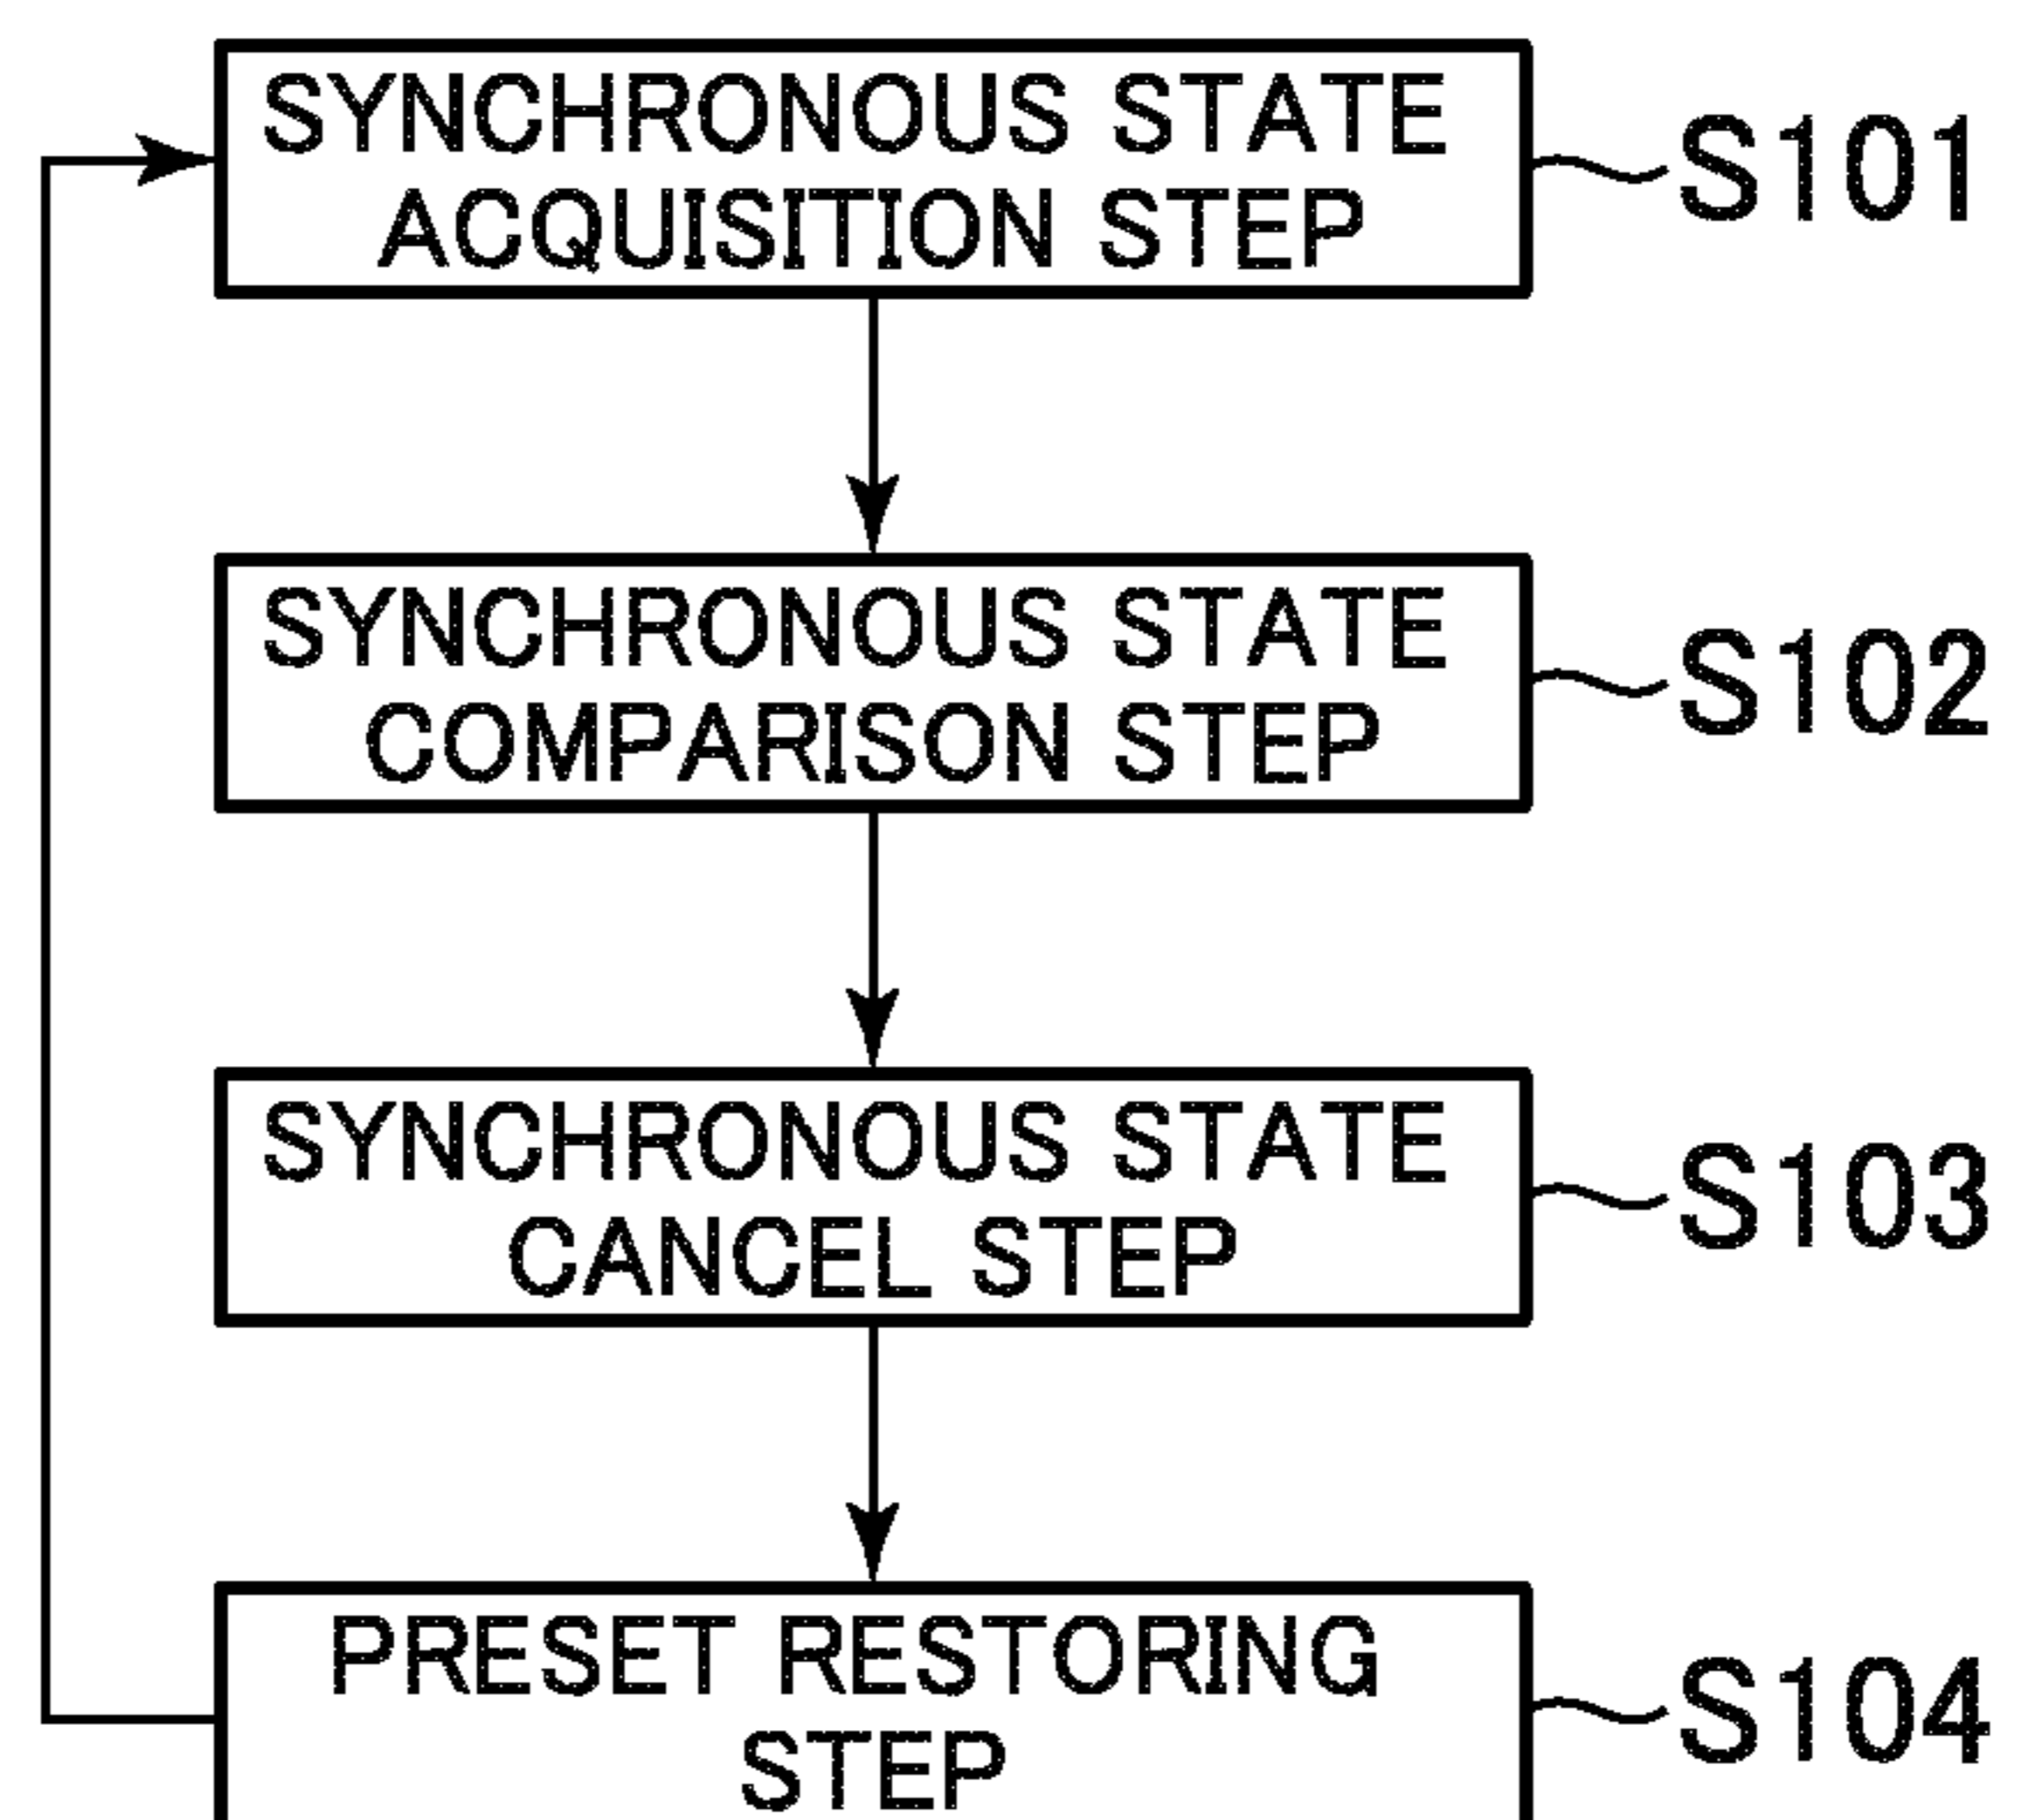 SYNCHRONOUS STATE
ACQUISITION STEP
S101
SYNCHRONOUS STATE
COMPARISON STEP
S102
SYNCHRONOUS STATE
CANCEL STEP
S103
PRESET RESTORING
STEP
S104